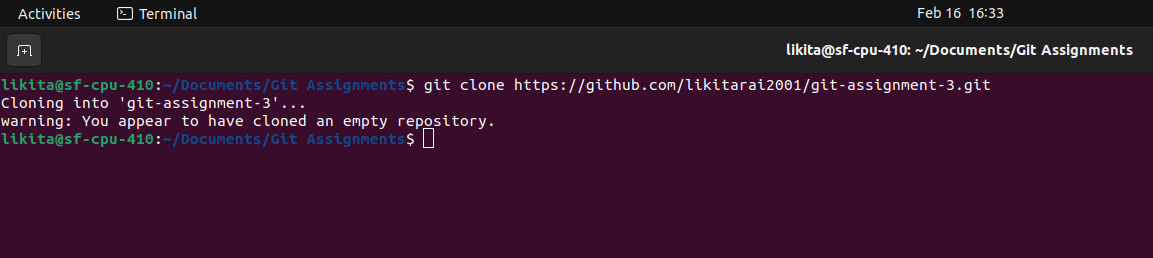 Activities Terminal Feb 16 16:33
likita@sf-cpu-410: ~/Documents/Git Assignments
likita@sf-cpu-410:~/Documents/Git Assignments$ git clone https://github.com/likitarai2001/git-assignment-3.git
Cloning into 'git-assignment-3'...
warning: You appear to have cloned an empty repository.
likita@sf-cpu-410:~/Documents/Git Assignments$